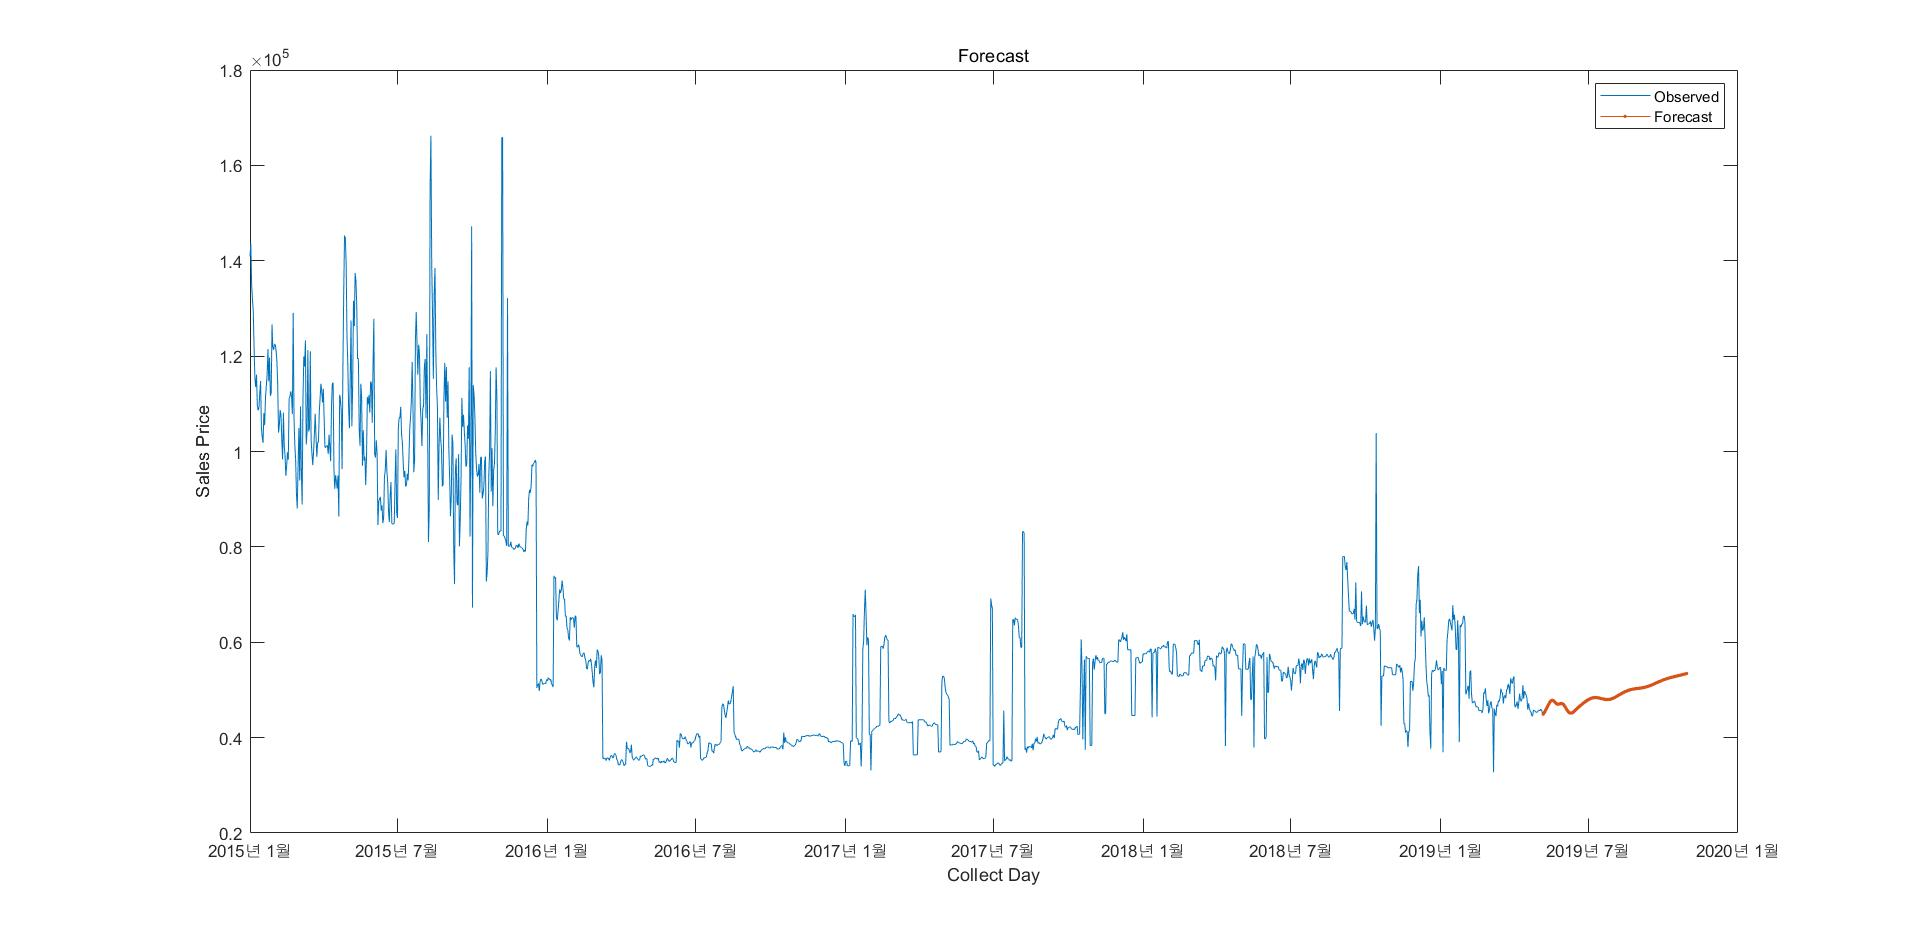 Forecast
×10⁵
1.8
1.6
1.4
1.2
1
0.8
0.6
0.4
0.2
Sales Price
Observed
Forecast
2015년 1월
2015년 7월
2016년 1월
2016년 7월
2017년 1월
2017년 7월
2018년 1월
2018년 7월
2019년 1월
2019년 7월
2020년 1월
Collect Day